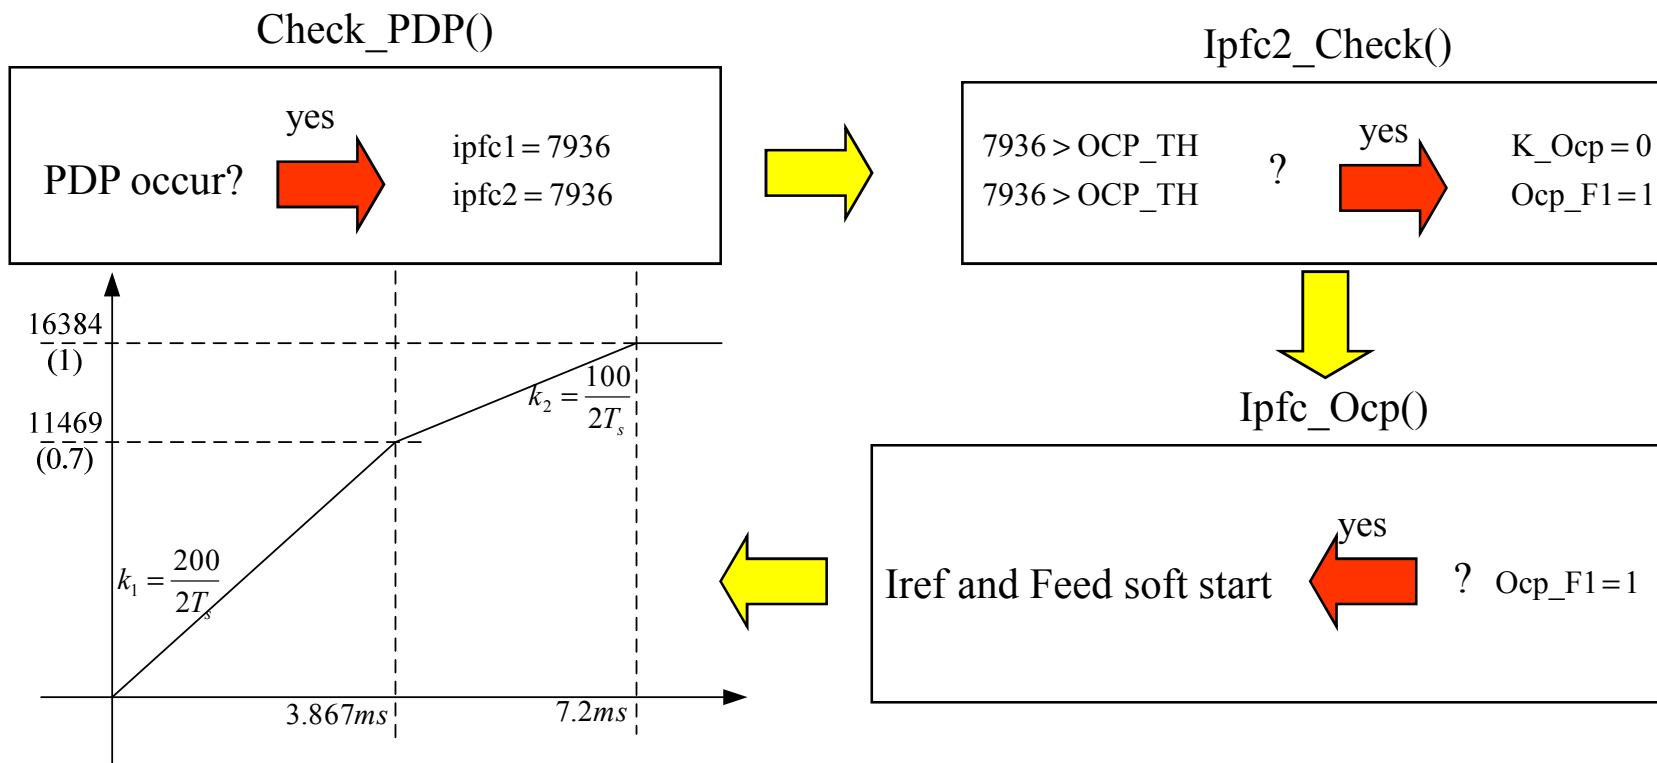 Check_PDP()
PDP occur?
yes
ipfc1 = 7936
ipfc2 = 7936
Ipfc2_Check()
7936 > OCP_TH
7936 > OCP_TH
?
yes
K_Ocp = 0
Ocp_F1 = 1
Ipfc_Ocp()
Iref and Feed soft start
yes
? Ocp_F1 = 1
16384
(1)
11469
(0.7)
k₂ = 100/2Tₛ
k₁ = 200/2Tₛ
3.867ms
7.2ms